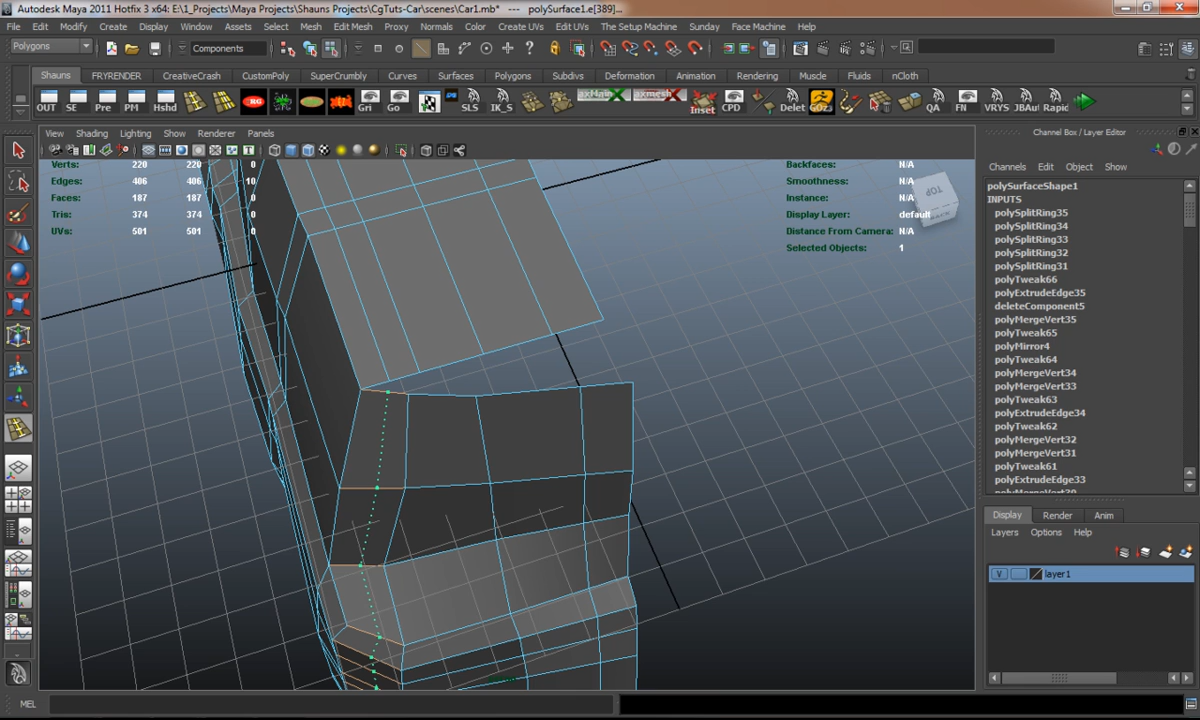 Autodesk Maya 2011 Hotfix 3 x64: E:\1_Projects\Maya Projects\Shauns Projects\CgTuts-Car\scenes\Car1.mb*   ---   polySurface1.e[389]...
File Edit Modify Create Display Window Assets Select Mesh Edit Mesh Proxy Normals Color Create UVs Edit UVs The Setup Machine Sunday Face Machine Help
Polygons Components
Shauns FRYRENDER CreativeCrash CustomPoly SuperCrumbly Curves Surfaces Polygons Subdivs Deformation Animation Rendering Muscle Fluids nCloth
OUT SE Pre PM Hshd Gri Go SLS IK_S Inset CPD Delet GOz3 QA FN VRYS JBAut Rapid
View Shading Lighting Show Renderer Panels
Verts: 220 220 0
Edges: 406 406 10
Faces: 187 187 0
Tris: 374 374 0
UVs: 501 501 0
Backfaces: N/A
Smoothness: N/A
Instance: N/A
Display Layer: default
Distance From Camera: N/A
Selected Objects: 1
TOP
Channel Box / Layer Editor
Channels Edit Object Show
polySurfaceShape1
INPUTS
polySplitRing35
polySplitRing34
polySplitRing33
polySplitRing32
polySplitRing31
polyTweak66
polyExtrudeEdge35
deleteComponent5
polyMergeVert35
polyTweak65
polyMirror4
polyTweak64
polyMergeVert34
polyMergeVert33
polyTweak63
polyExtrudeEdge34
polyTweak62
polyMergeVert32
polyMergeVert31
polyTweak61
polyExtrudeEdge33
Display Render Anim
Layers Options Help
V layer1
MEL